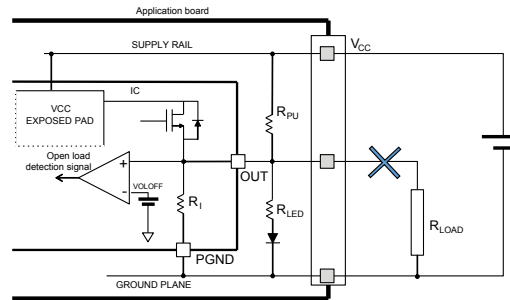 Application board
SUPPLY RAIL
VCC
IC
VCC
EXPOSED PAD
RPU
Open load
detection signal
+
-
VOLOFF
OUT
RI
RLED
RLOAD
PGND
GROUND PLANE